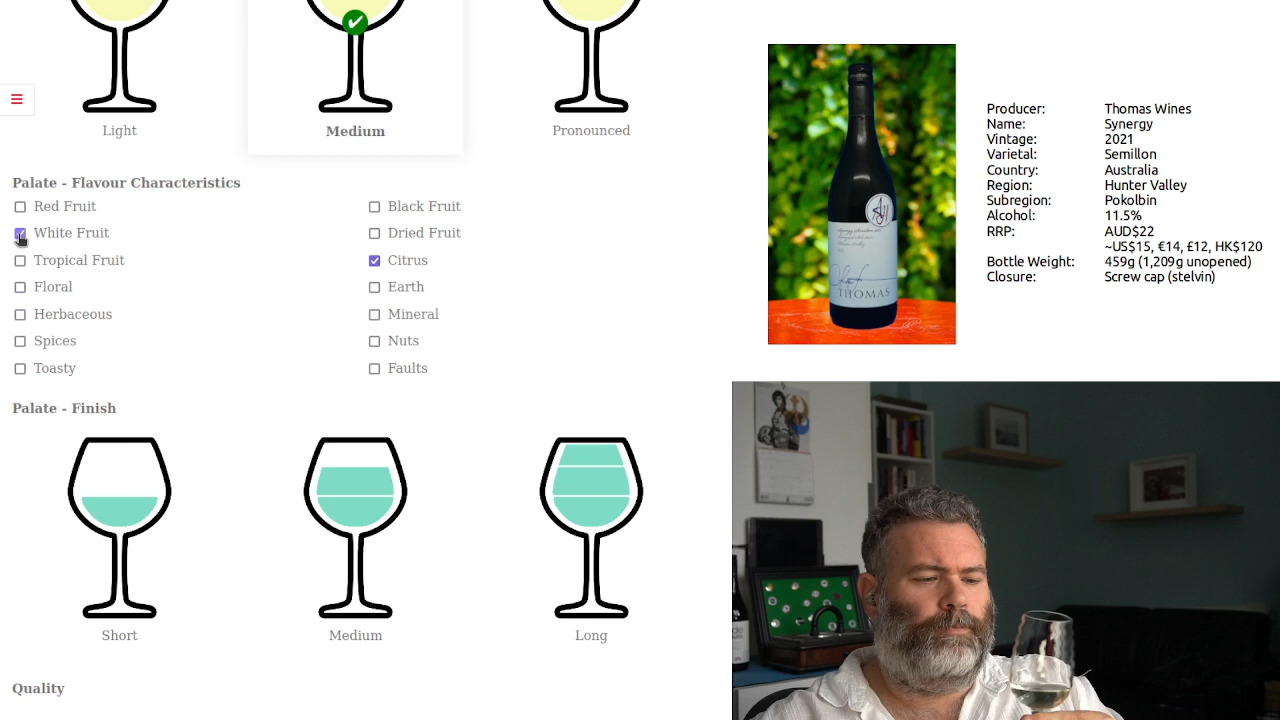 Light
Medium
Pronounced
Palate - Flavour Characteristics
Red Fruit
Black Fruit
White Fruit
Dried Fruit
Tropical Fruit
Citrus
Floral
Earth
Herbaceous
Mineral
Spices
Nuts
Toasty
Faults
Palate - Finish
Short
Medium
Long
Quality
Producer: Thomas Wines
Name: Synergy
Vintage: 2021
Varietal: Semillon
Country: Australia
Region: Hunter Valley
Subregion: Pokolbin
Alcohol: 11.5%
RRP: AUD$22
~US$15, €14, £12, HK$120
Bottle Weight: 459g (1,209g unopened)
Closure: Screw cap (stelvin)
THOMAS